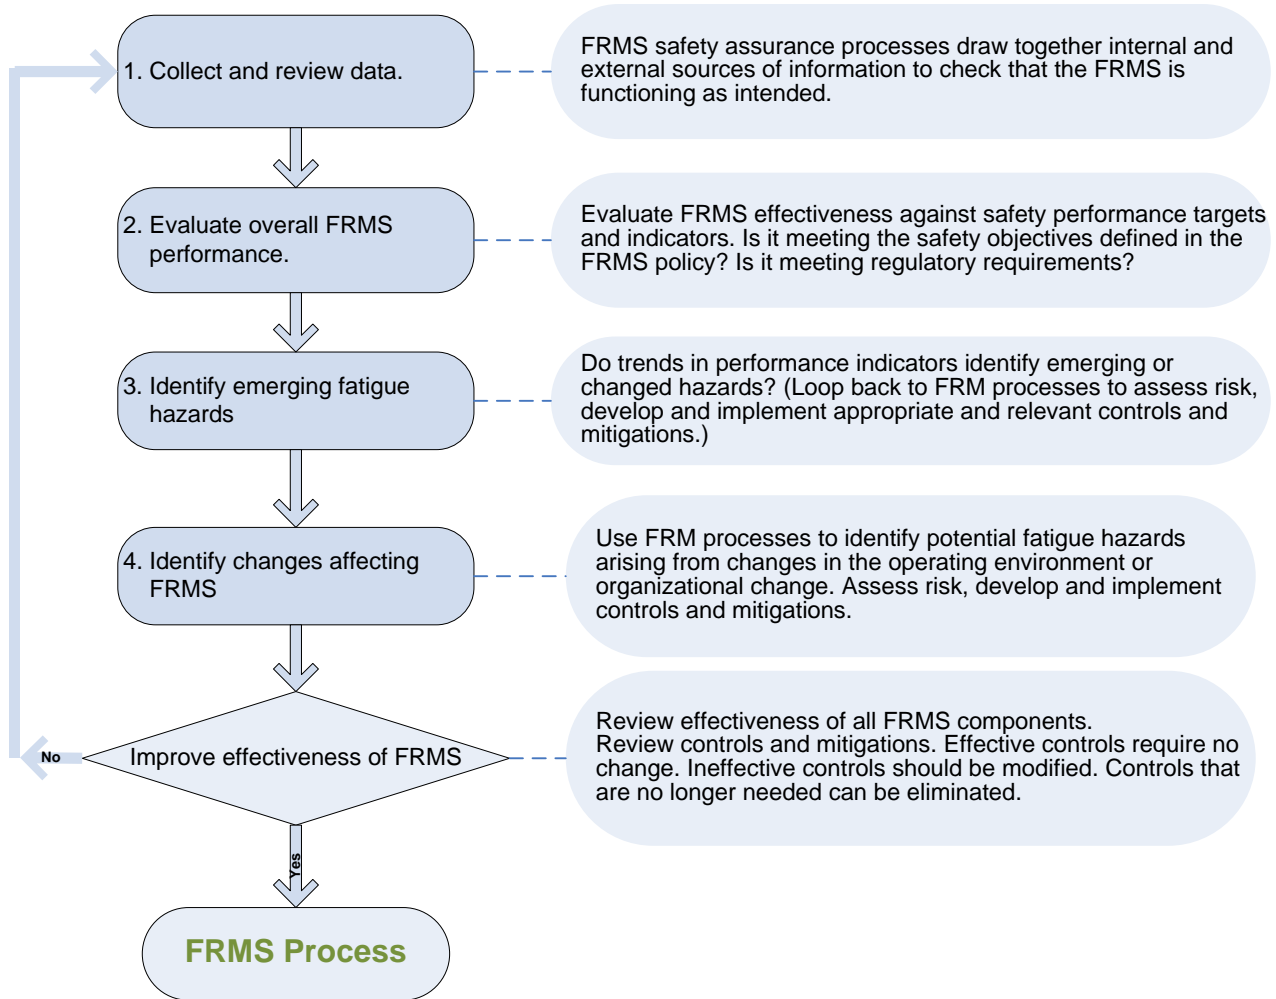 1. Collect and review data.
FRMS safety assurance processes draw together internal and
external sources of information to check that the FRMS is
functioning as intended.
2. Evaluate overall FRMS
performance.
Evaluate FRMS effectiveness against safety performance targets
and indicators. Is it meeting the safety objectives defined in the
FRMS policy? Is it meeting regulatory requirements?
3. Identify emerging fatigue
hazards
Do trends in performance indicators identify emerging or
changed hazards? (Loop back to FRM processes to assess risk,
develop and implement appropriate and relevant controls and
mitigations.)
4. Identify changes affecting
FRMS
Use FRM processes to identify potential fatigue hazards
arising from changes in the operating environment or
organizational change. Assess risk, develop and implement
controls and mitigations.
No
Improve effectiveness of FRMS
Review effectiveness of all FRMS components.
Review controls and mitigations. Effective controls require no
change. Ineffective controls should be modified. Controls that
are no longer needed can be eliminated.
Yes
FRMS Process